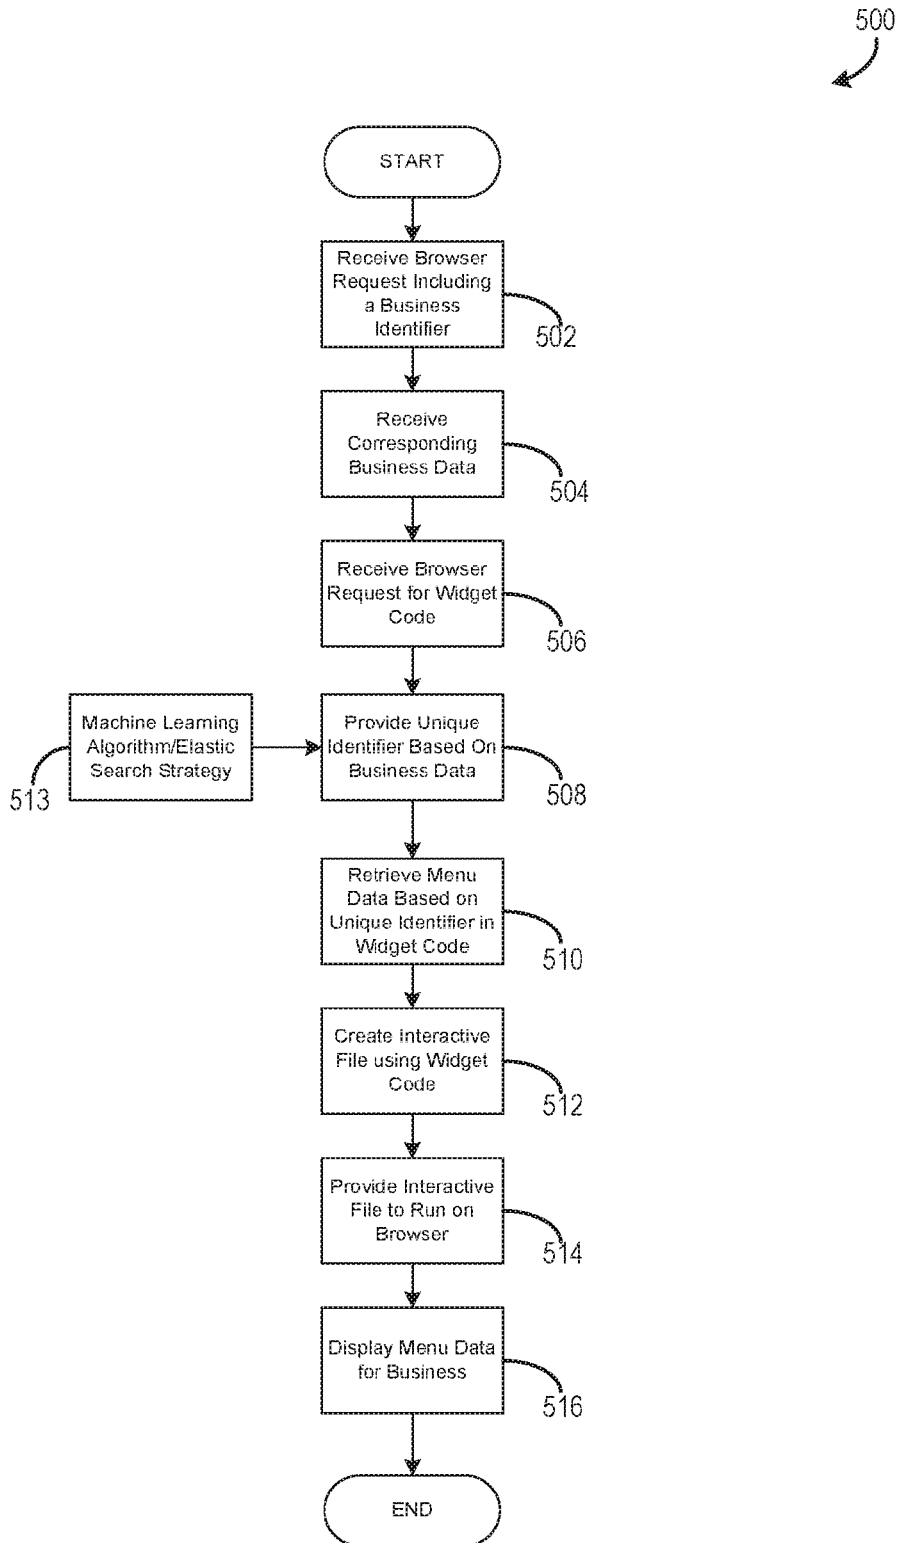 500
START
Receive Browser
Request Including
a Business
Identifier
502
Receive
Corresponding
Business Data
504
Receive Browser
Request for Widget
Code
506
Machine Learning
Algorithm/Elastic
Search Strategy
513
Provide Unique
Identifier Based On
Business Data
508
Retrieve Menu
Data Based on
Unique Identifier in
Widget Code
510
Create Interactive
File using Widget
Code
512
Provide Interactive
File to Run on
Browser
514
Display Menu Data
for Business
516
END